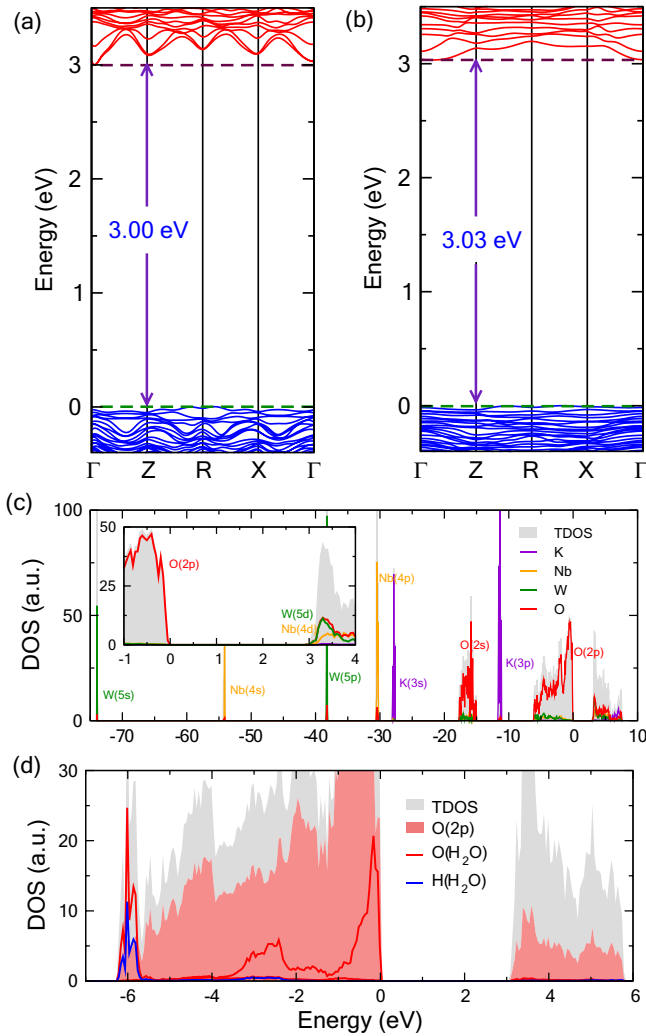 (a)
3
2
1
0
Energy (eV)
3.00 eV
Γ Z R X Γ
(b)
3
2
1
0
Energy (eV)
3.03 eV
Γ Z R X Γ
(c)
100
50
0
DOS (a.u.)
50
25
0
-1 0 1 2 3 4
O(2p)
W(5d)
Nb(4d)
W(5s)
Nb(4s)
W(5p)
Nb(4p)
K(3s)
O(2s)
K(3p)
O(2p)
TDOS
K
Nb
W
O
-70 -60 -50 -40 -30 -20 -10 0 10
(d)
30
20
10
0
DOS (a.u.)
TDOS
O(2p)
O(H₂O)
H(H₂O)
-6 -4 -2 0 2 4 6
Energy (eV)